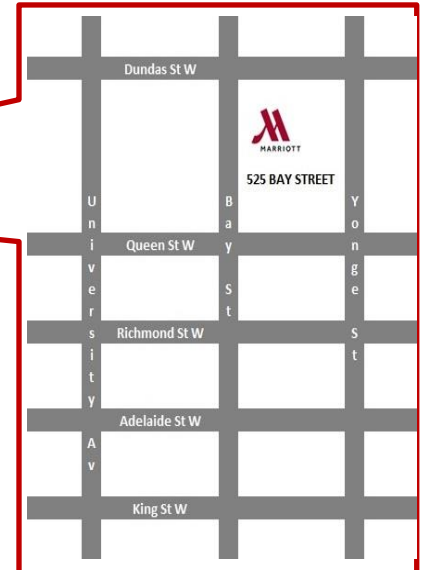 Dundas St W
MARRIOTT
525 BAY STREET
University Av
Bay St
Yonge St
Queen St W
Richmond St W
Adelaide St W
King St W